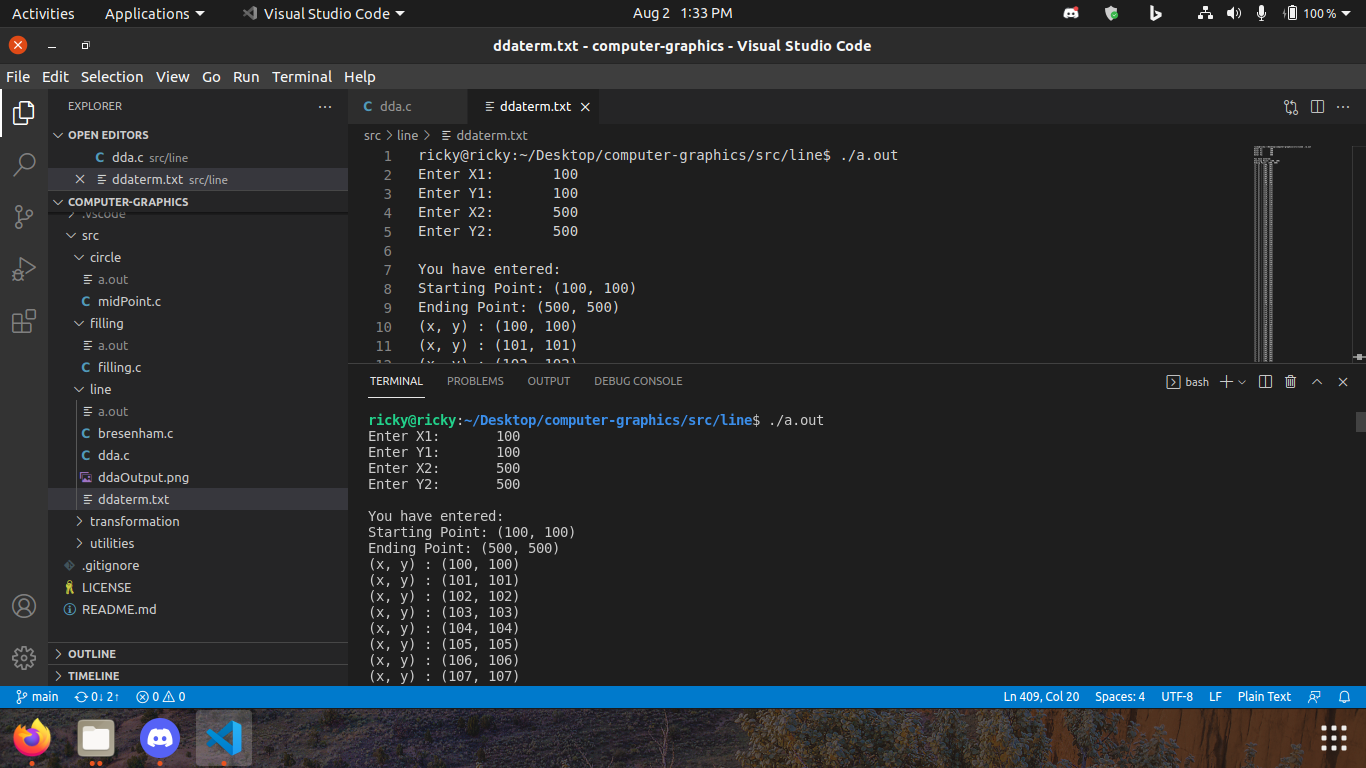 Activities Applications Visual Studio Code Aug 2 1:33 PM 100 %
ddaterm.txt - computer-graphics - Visual Studio Code
File Edit Selection View Go Run Terminal Help
EXPLORER
OPEN EDITORS
dda.c src/line
ddaterm.txt src/line
COMPUTER-GRAPHICS
.vscode
src
circle
a.out
midPoint.c
filling
a.out
filling.c
line
a.out
bresenham.c
dda.c
ddaOutput.png
ddaterm.txt
transformation
utilities
.gitignore
LICENSE
README.md
OUTLINE
TIMELINE
dda.c ddaterm.txt
src line ddaterm.txt
1 ricky@ricky:~/Desktop/computer-graphics/src/line$ ./a.out
2 Enter X1: 100
3 Enter Y1: 100
4 Enter X2: 500
5 Enter Y2: 500
6
7 You have entered:
8 Starting Point: (100, 100)
9 Ending Point: (500, 500)
10 (x, y) : (100, 100)
11 (x, y) : (101, 101)
12 (x, y) : (102, 102)
TERMINAL PROBLEMS OUTPUT DEBUG CONSOLE bash
ricky@ricky:~/Desktop/computer-graphics/src/line$ ./a.out
Enter X1: 100
Enter Y1: 100
Enter X2: 500
Enter Y2: 500
You have entered:
Starting Point: (100, 100)
Ending Point: (500, 500)
(x, y) : (100, 100)
(x, y) : (101, 101)
(x, y) : (102, 102)
(x, y) : (103, 103)
(x, y) : (104, 104)
(x, y) : (105, 105)
(x, y) : (106, 106)
(x, y) : (107, 107)
main 0↓ 2↑ 0 0 Ln 409, Col 20 Spaces: 4 UTF-8 LF Plain Text